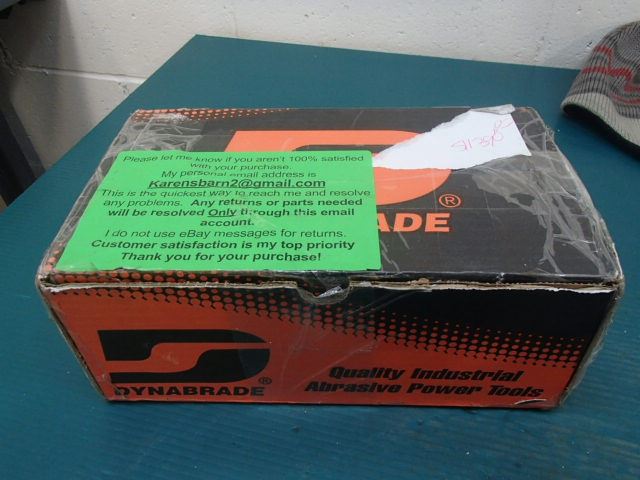 Please let me know if you aren't 100% satisfied
with your purchase.
My personal email address is
Karensbarn2@gmail.com
This is the quickest way to reach me and resolve
any problems. Any returns or parts needed
will be resolved Only through this email
account.
I do not use eBay messages for returns.
Customer satisfaction is my top priority
Thank you for your purchase!
ADE
®
DYNABRADE®
Quality Industrial
Abrasive Power Tools